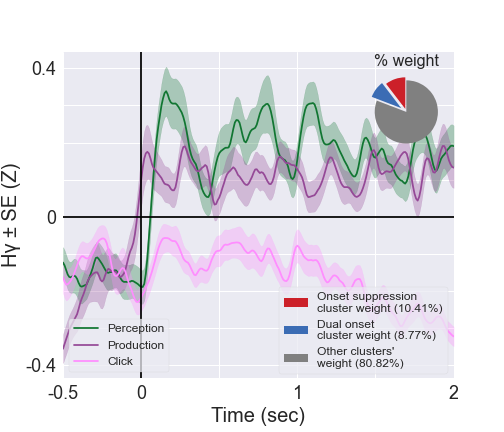 % weight
0.4
0
-0.4
Hγ ± SE (Z)
Perception
Production
Click
Onset suppression
cluster weight (10.41%)
Dual onset
cluster weight (8.77%)
Other clusters'
weight (80.82%)
-0.5
0
1
2
Time (sec)